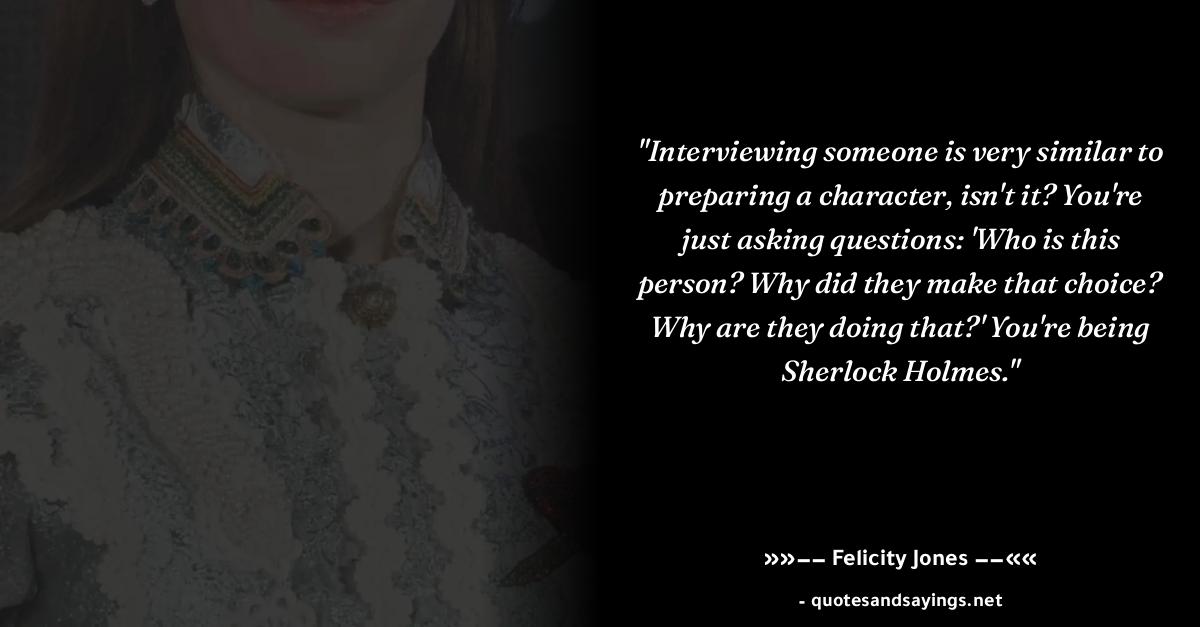 "Interviewing someone is very similar to
preparing a character, isn't it? You're
just asking questions: 'Who is this
person? Why did they make that choice?
Why are they doing that?' You're being
Sherlock Holmes."
»»−− Felicity Jones −−««
- quotesandsayings.net